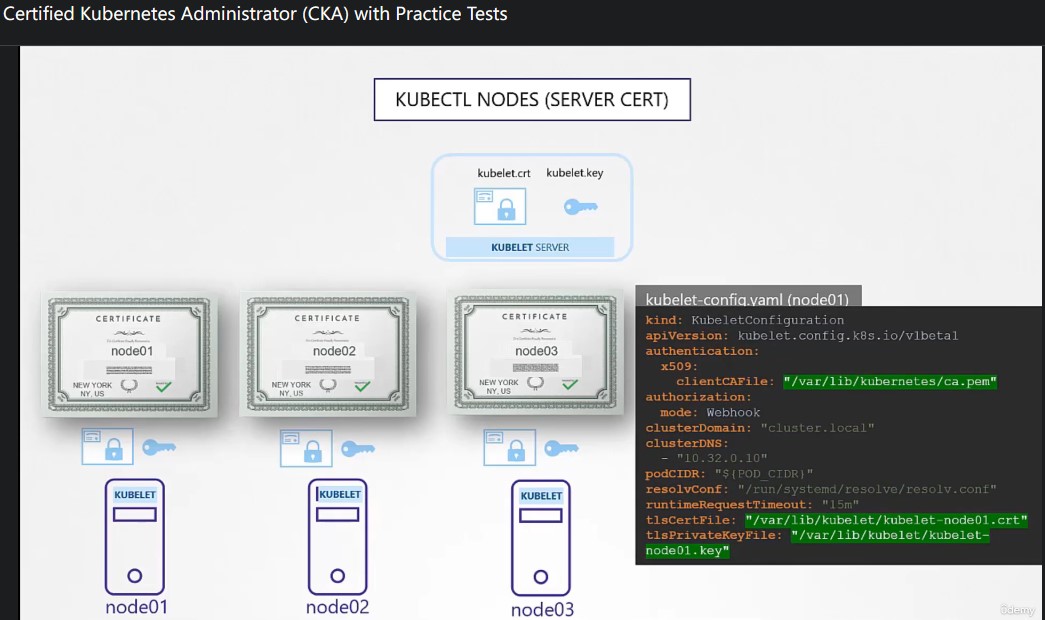 Certified Kubernetes Administrator (CKA) with Practice Tests
KUBECTL NODES (SERVER CERT)
kubelet.crt kubelet.key
KUBELET SERVER
CERTIFICATE
node01
NEW YORK
NY, US
CERTIFICATE
node02
NEW YORK
NY, US
CERTIFICATE
node03
NEW YORK
NY, US
KUBELET
node01
KUBELET
node02
KUBELET
node03
kubelet-config.yaml (node01)
kind: KubeletConfiguration
apiVersion: kubelet.config.k8s.io/v1beta1
authentication:
x509:
clientCAFile: "/var/lib/kubernetes/ca.pem"
authorization:
mode: Webhook
clusterDomain: "cluster.local"
clusterDNS:
- "10.32.0.10"
podCIDR: "${POD_CIDR}"
resolvConf: "/run/systemd/resolve/resolv.conf"
runtimeRequestTimeout: "15m"
tlsCertFile: "/var/lib/kubelet/kubelet-node01.crt"
tlsPrivateKeyFile: "/var/lib/kubelet/kubelet-
node01.key"
Udemy